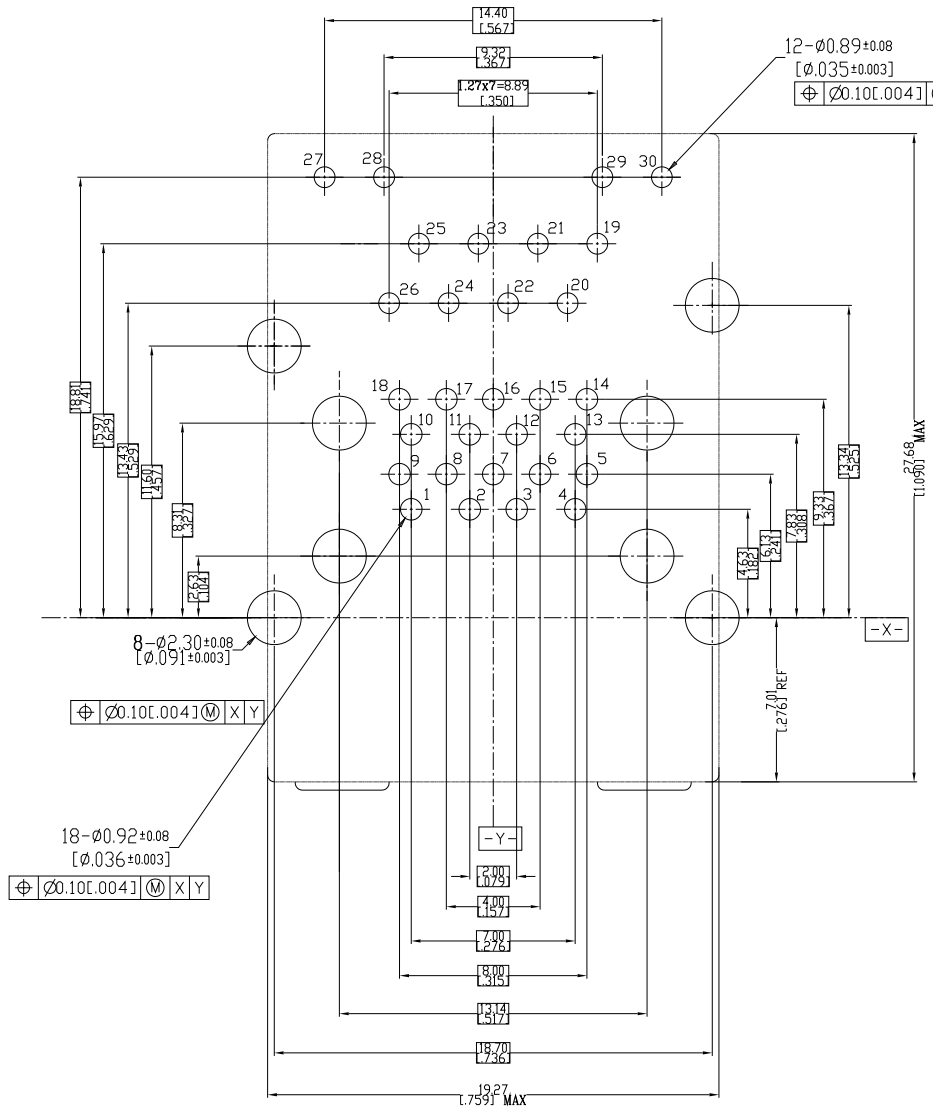 14.40
[.567]
9.32
[.367]
1.27x7=8.89
[.350]
12-Ø0.89±0.08
[Ø.035±0.003]
⌖ Ø0.10[.004]
27 28 29 30
25 23 21 19
26 24 22 20
18 17 16 15 14
10 11 12 13
9 8 7 6 5
1 2 3 4
18.81
[.741]
15.97
[.629]
13.43
[.529]
11.60
[.457]
8.31
[.327]
2.63
[.104]
4.63
[.182]
6.13
[.241]
7.83
[.308]
9.33
[.367]
13.34
[.525]
27.68
[1.090] MAX
-X-
7.01
[.276] REF
8-Ø2.30±0.08
[Ø.091±0.003]
⌖ Ø0.10[.004] Ⓜ X Y
18-Ø0.92±0.08
[Ø.036±0.003]
⌖ Ø0.10[.004] Ⓜ X Y
-Y-
2.00
[.079]
4.00
[.157]
7.00
[.276]
8.00
[.315]
13.14
[.517]
18.70
[.736]
19.27
[.759] MAX